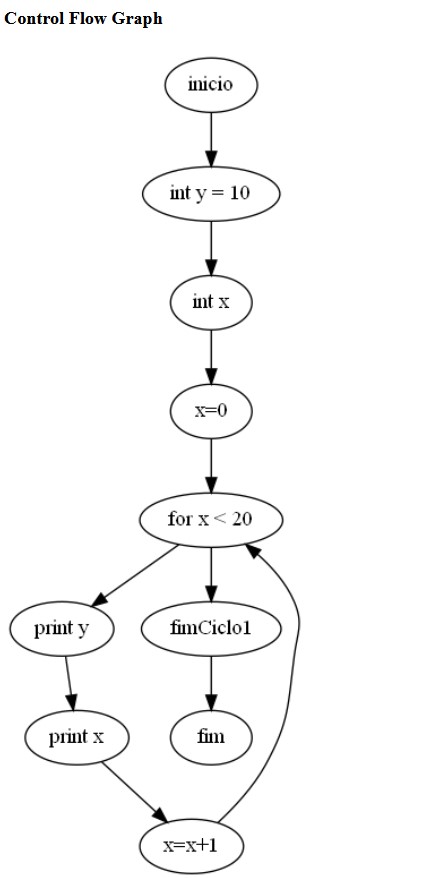 Control Flow Graph
inicio
int y = 10
int x
x=0
for x < 20
print y
fimCiclo1
print x
fim
x=x+1